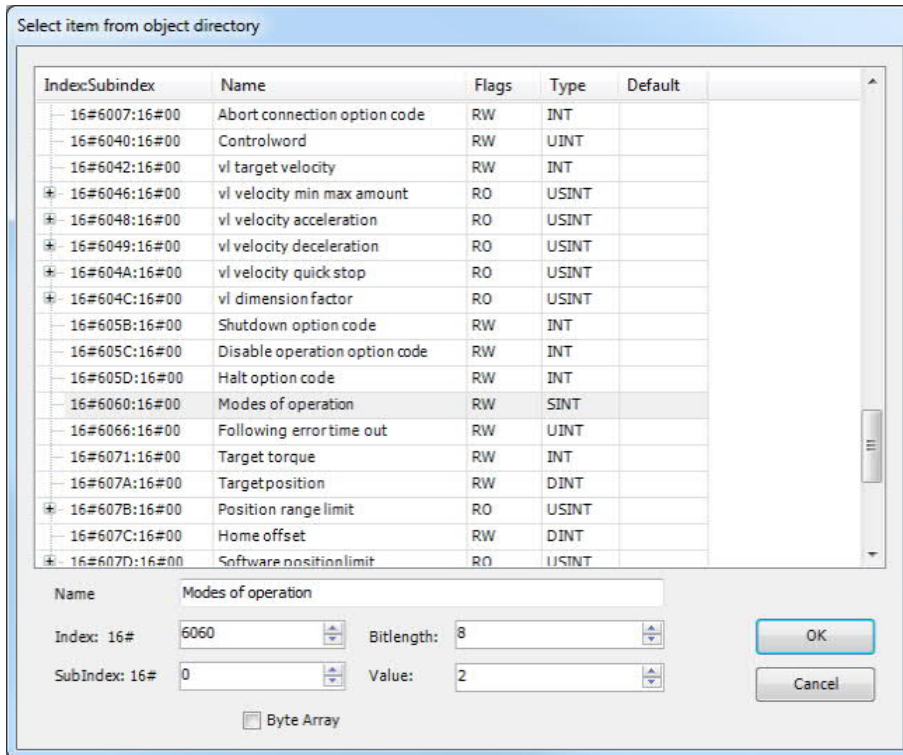 Select item from object directory
Index:Subindex Name Flags Type Default
16#6007:16#00 Abort connection option code RW INT
16#6040:16#00 Controlword RW UINT
16#6042:16#00 vl target velocity RW INT
16#6046:16#00 vl velocity min max amount RO USINT
16#6048:16#00 vl velocity acceleration RO USINT
16#6049:16#00 vl velocity deceleration RO USINT
16#604A:16#00 vl velocity quick stop RO USINT
16#604C:16#00 vl dimension factor RO USINT
16#605B:16#00 Shutdown option code RW INT
16#605C:16#00 Disable operation option code RW INT
16#605D:16#00 Halt option code RW INT
16#6060:16#00 Modes of operation RW SINT
16#6066:16#00 Following error time out RW UINT
16#6071:16#00 Target torque RW INT
16#607A:16#00 Target position RW DINT
16#607B:16#00 Position range limit RO USINT
16#607C:16#00 Home offset RW DINT
16#607D:16#00 Software position limit RO USINT
Name Modes of operation
Index: 16# 6060 Bitlength: 8 OK
SubIndex: 16# 0 Value: 2 Cancel
Byte Array